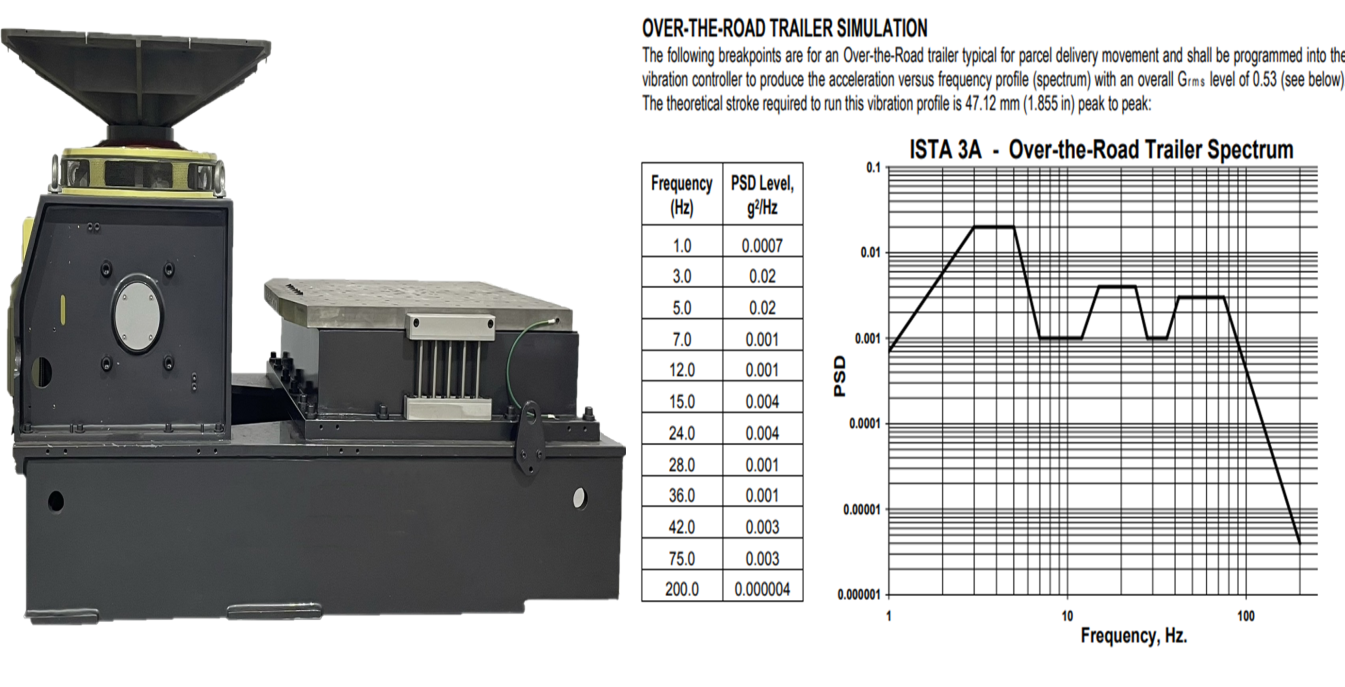 OVER-THE-ROAD TRAILER SIMULATION
The following breakpoints are for an Over-the-Road trailer typical for parcel delivery movement and shall be programmed into the
vibration controller to produce the acceleration versus frequency profile (spectrum) with an overall Grms level of 0.53 (see below)
The theoretical stroke required to run this vibration profile is 47.12 mm (1.855 in) peak to peak:
Frequency (Hz) PSD Level, g²/Hz
1.0 0.0007
3.0 0.02
5.0 0.02
7.0 0.001
12.0 0.001
15.0 0.004
24.0 0.004
28.0 0.001
36.0 0.001
42.0 0.003
75.0 0.003
200.0 0.000004
ISTA 3A - Over-the-Road Trailer Spectrum
PSD
0.1
0.01
0.001
0.0001
0.00001
0.000001
1 10 100
Frequency, Hz.